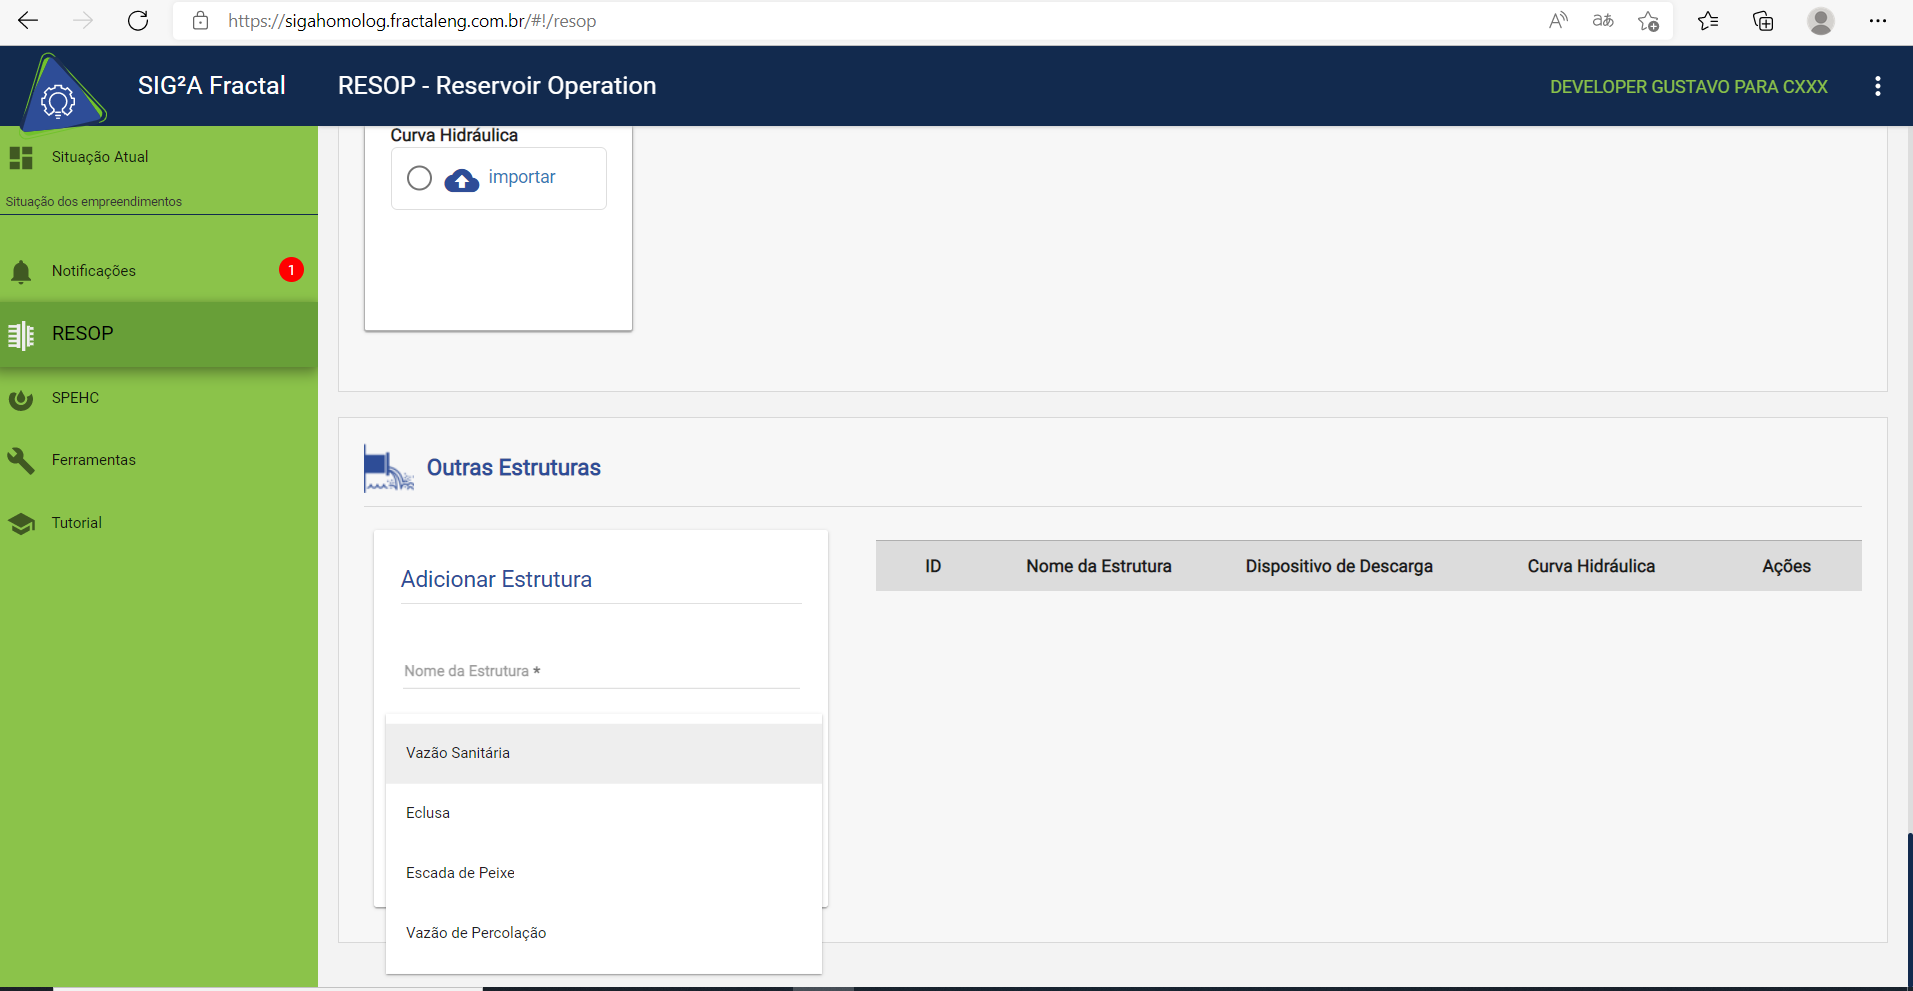 https://sigahomolog.fractaleng.com.br/#!/resop
SIG²A Fractal
RESOP - Reservoir Operation
DEVELOPER GUSTAVO PARA CXXX
Situação Atual
Situação dos empreendimentos
Notificações
1
RESOP
SPEHC
Ferramentas
Tutorial
Curva Hidráulica
importar
Outras Estruturas
Adicionar Estrutura
Nome da Estrutura *
Vazão Sanitária
Eclusa
Escada de Peixe
Vazão de Percolação
ID Nome da Estrutura Dispositivo de Descarga Curva Hidráulica Ações